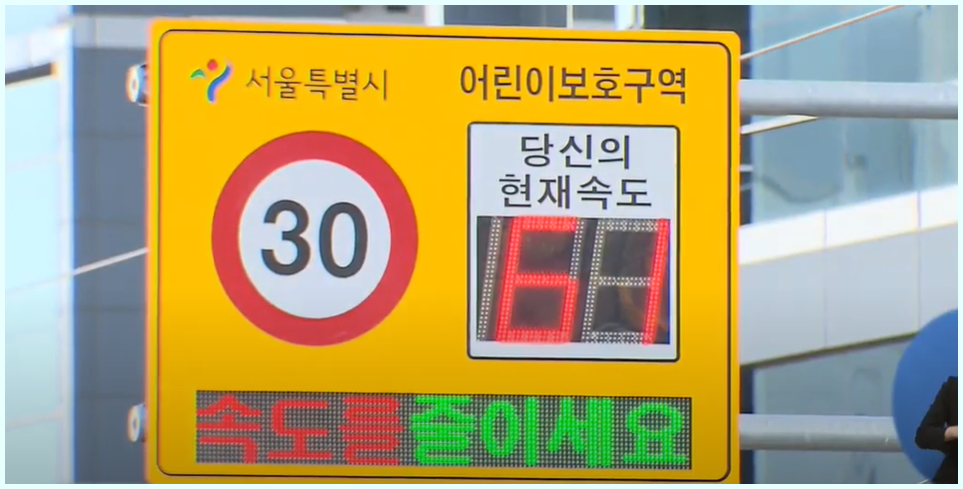 서울특별시
어린이보호구역
30
당신의
현재속도
61
속도를줄이세요